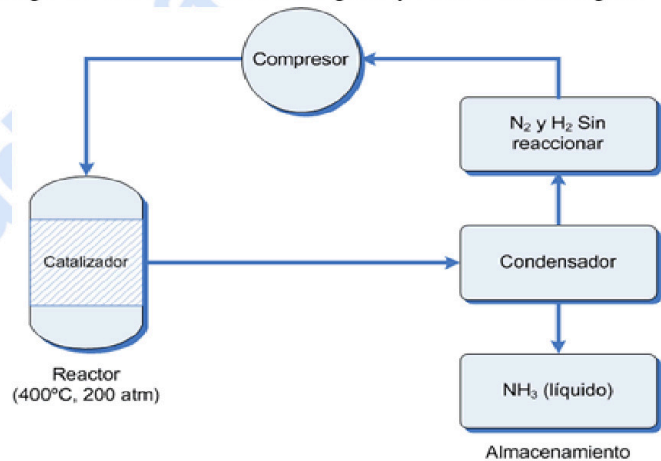 Compresor
N₂ y H₂ Sin
reaccionar
Catalizador
Condensador
Reactor
(400ºC, 200 atm)
NH₃ (líquido)
Almacenamiento